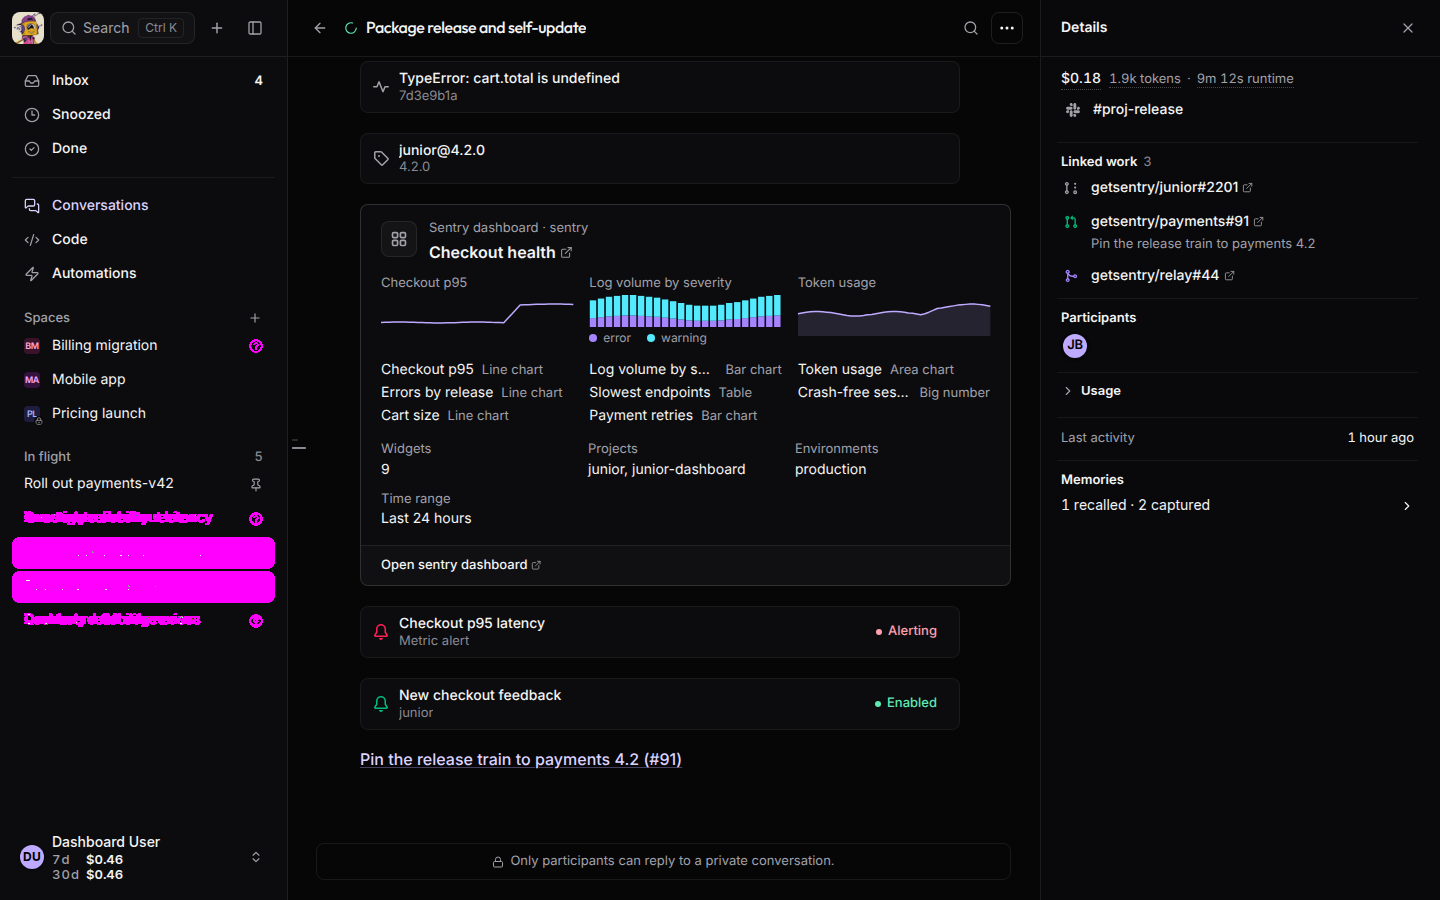 Search Ctrl K
Inbox 4
Snoozed
Done
Conversations
Code
Automations
Spaces
BM Billing migration
MA Mobile app
PL Pricing launch
In flight 5
Roll out payments-v42
DU Dashboard User
7d $0.46
30d $0.46
Package release and self-update
TypeError: cart.total is undefined
7d3e9b1a
junior@4.2.0
4.2.0
Sentry dashboard · sentry
Checkout health
Checkout p95
Log volume by severity
error warning
Token usage
Checkout p95 Line chart
Log volume by s... Bar chart
Token usage Area chart
Errors by release Line chart
Slowest endpoints Table
Crash-free ses... Big number
Cart size Line chart
Payment retries Bar chart
Widgets
9
Projects
junior, junior-dashboard
Environments
production
Time range
Last 24 hours
Open sentry dashboard
Checkout p95 latency
Metric alert
Alerting
New checkout feedback
junior
Enabled
Pin the release train to payments 4.2 (#91)
Only participants can reply to a private conversation.
Details
$0.18 1.9k tokens · 9m 12s runtime
#proj-release
Linked work 3
getsentry/junior#2201
getsentry/payments#91
Pin the release train to payments 4.2
getsentry/relay#44
Participants
JB
Usage
Last activity 1 hour ago
Memories
1 recalled · 2 captured